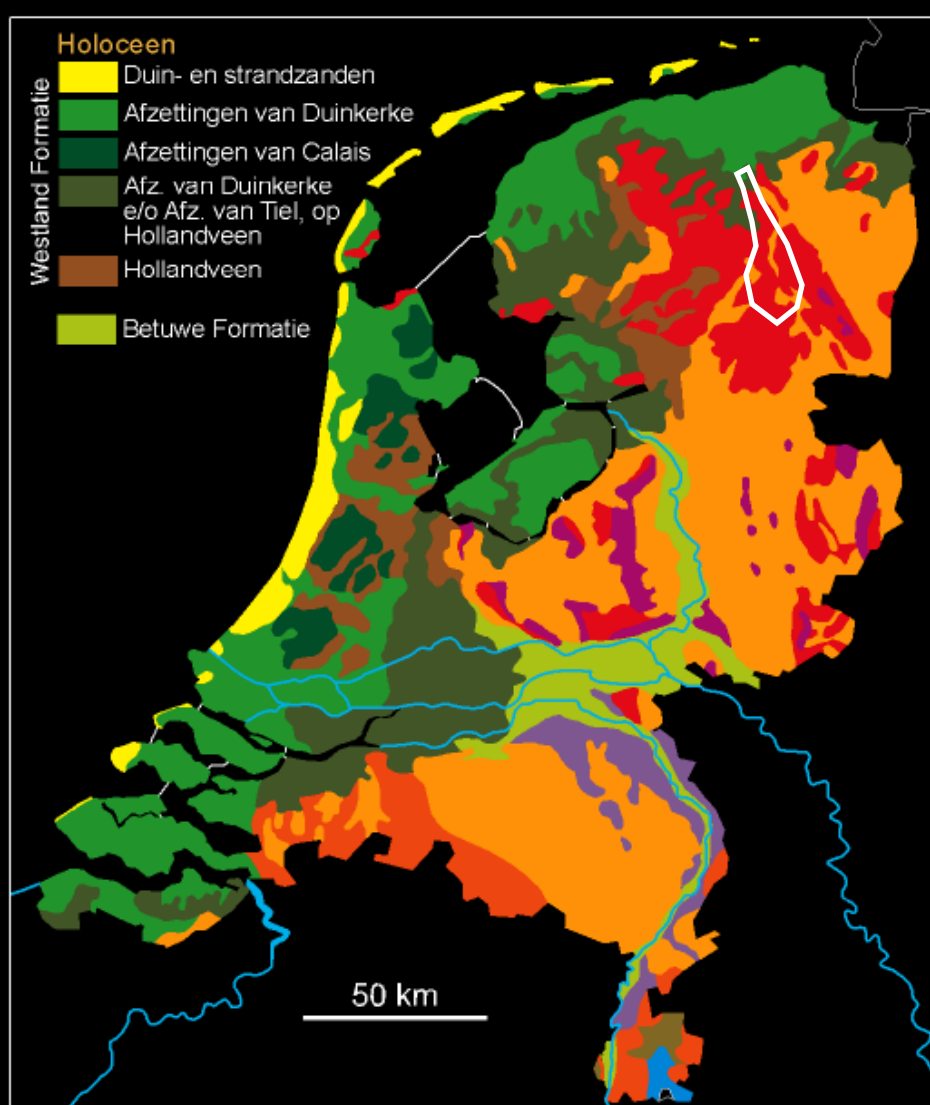 Holoceen
Westland Formatie
Duin- en strandzanden
Afzettingen van Duinkerke
Afzettingen van Calais
Afz. van Duinkerke
e/o Afz. van Tiel, op
Hollandveen
Hollandveen
Betuwe Formatie
50 km